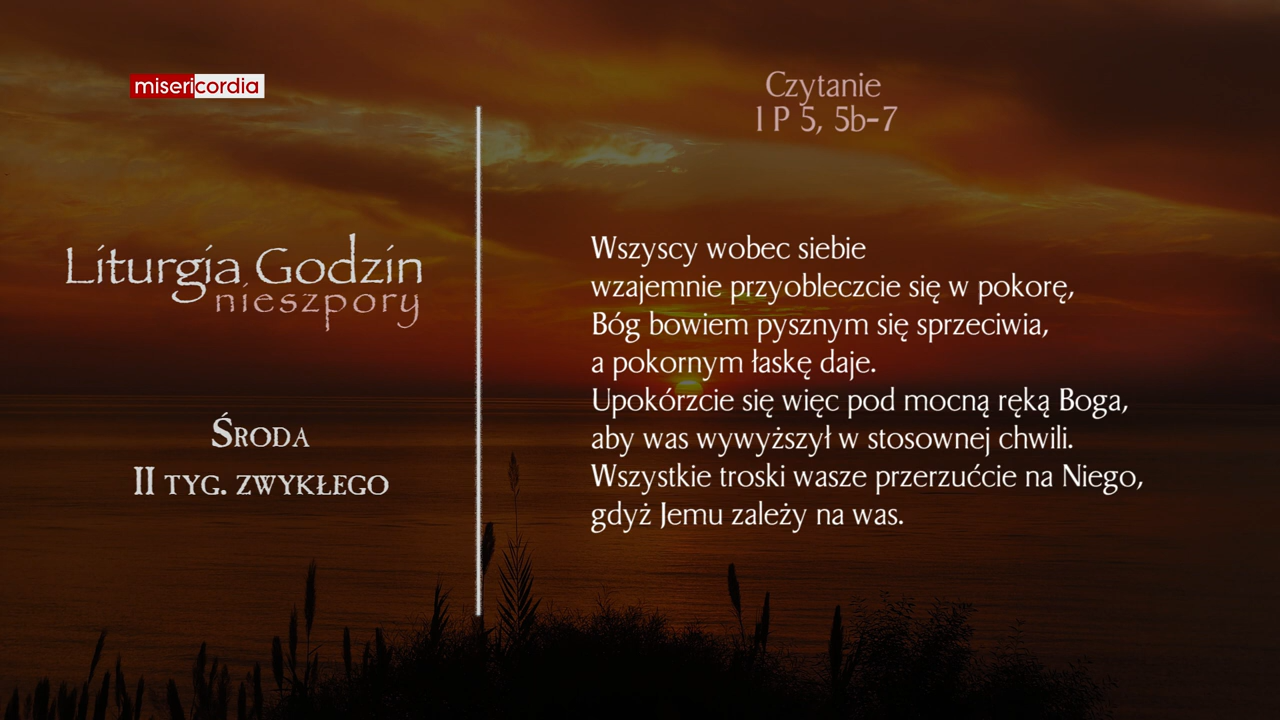 misericordia
Liturgia Godzin
nieszpory
Środa
II tyg. zwykłego
Czytanie
1 P 5, 5b-7
Wszyscy wobec siebie
wzajemnie przyobleczcie się w pokorę,
Bóg bowiem pysznym się sprzeciwia,
a pokornym łaskę daje.
Upokórzcie się więc pod mocną ręką Boga,
aby was wywyższył w stosownej chwili.
Wszystkie troski wasze przerzućcie na Niego,
gdyż Jemu zależy na was.